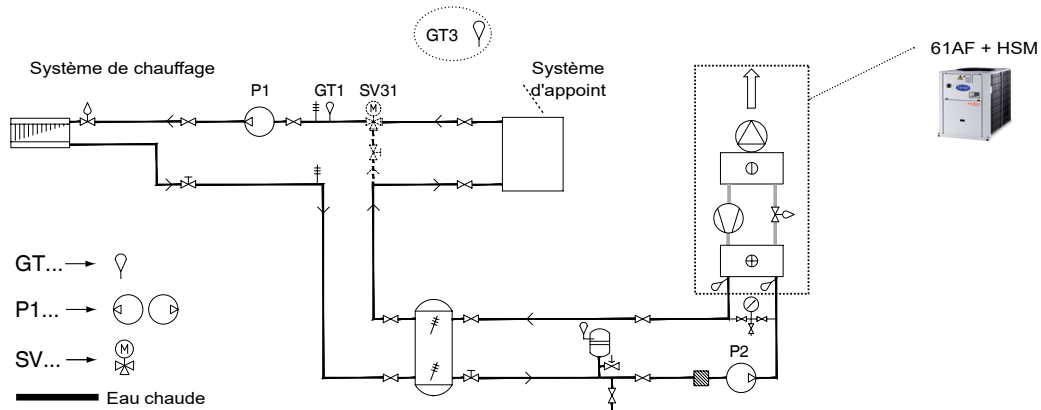 GT3
61AF + HSM
Système de chauffage
Système
d'appoint
P1
GT1
SV31
M
GT...
P1...
SV...
M
Eau chaude
P2